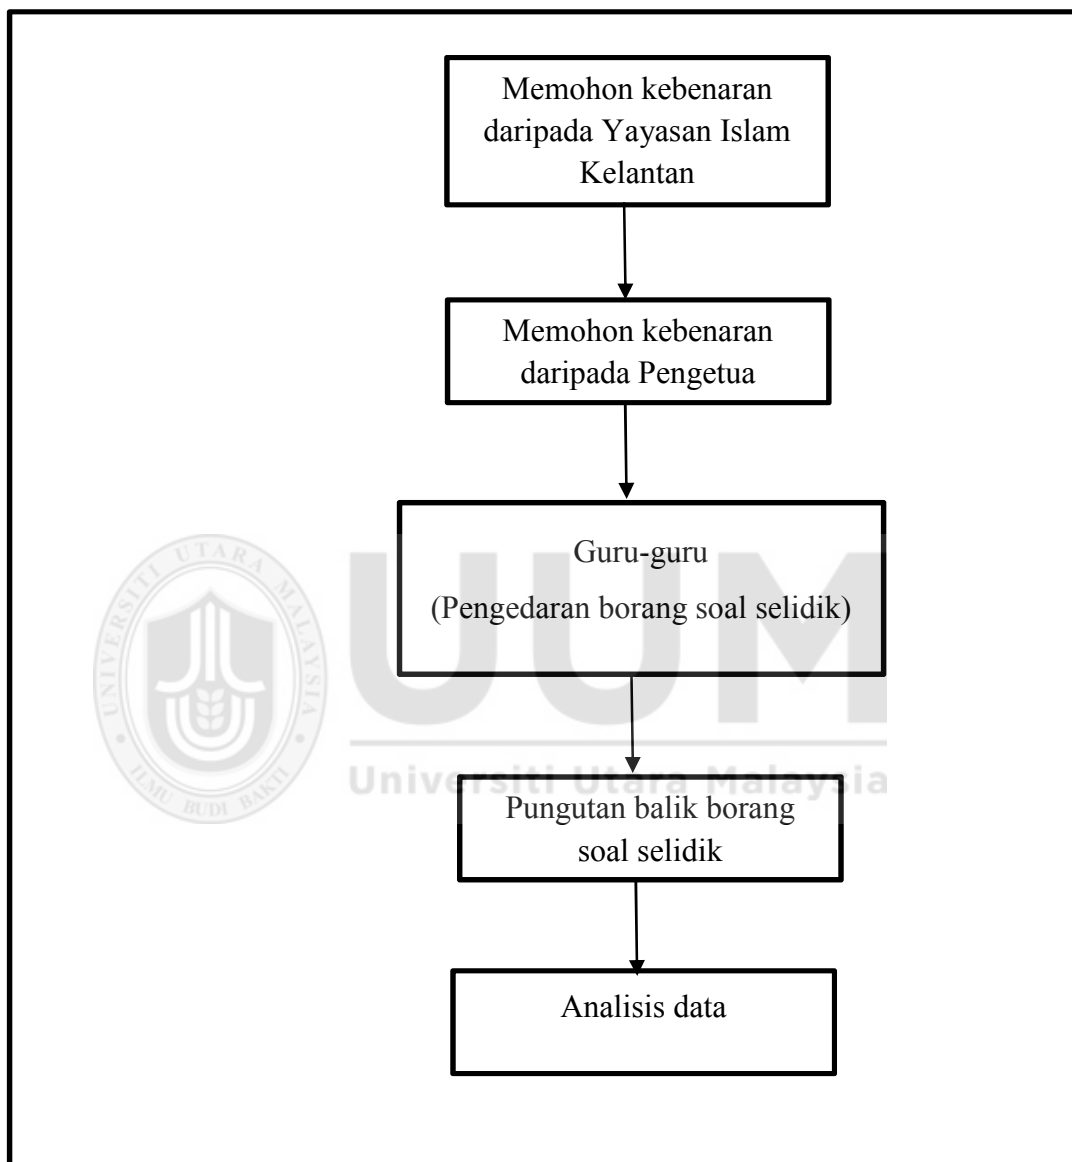 Memohon kebenaran
daripada Yayasan Islam
Kelantan
Memohon kebenaran
daripada Pengetua
Guru-guru
(Pengedaran borang soal selidik)
UNIVERSITI UTARA MALAYSIA
ILMU BUDI BAKTI
UUM
Universiti Utara Malaysia
Pungutan balik borang
soal selidik
Analisis data